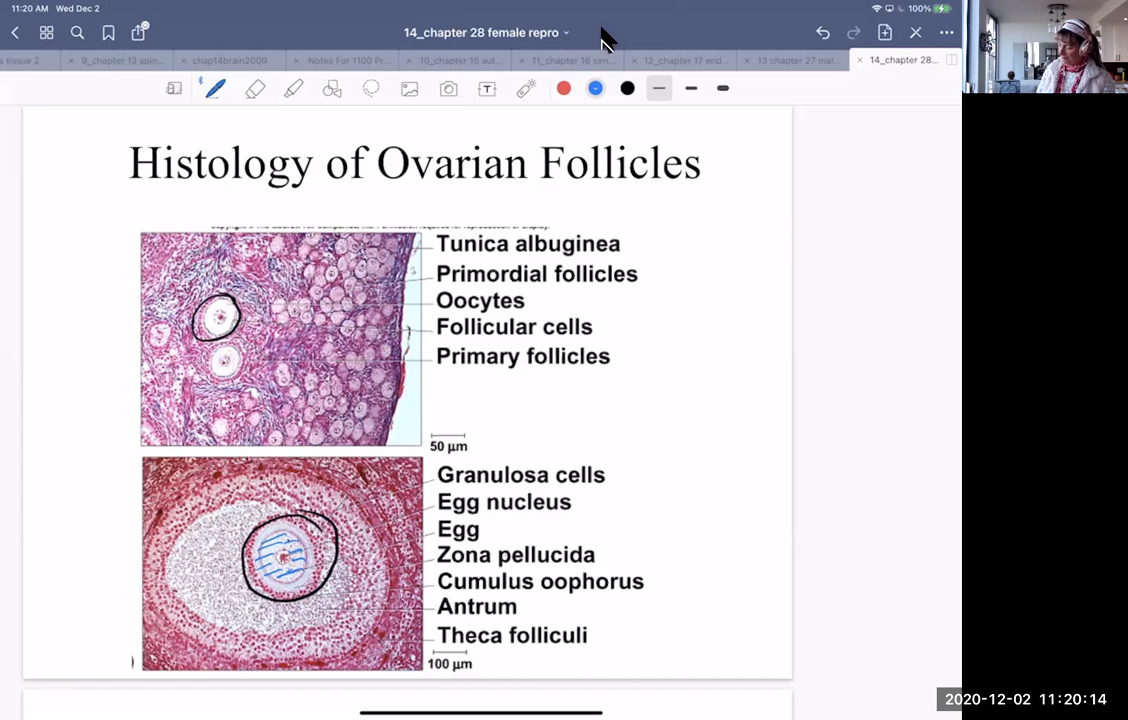 11:20 AM Wed Dec 2
100%
14_chapter 28 female repro
s tissue 2
9_chapter 13 spin...
chap14brain2009
Notes For 1100 Pr...
10_chapter 15 aut...
11_chapter 16 sen...
12_chapter 17 end...
13 chapter 27 mal...
14_chapter 28...
T
Histology of Ovarian Follicles
Tunica albuginea
Primordial follicles
Oocytes
Follicular cells
Primary follicles
50 µm
Granulosa cells
Egg nucleus
Egg
Zona pellucida
Cumulus oophorus
Antrum
Theca folliculi
100 µm
)
2020-12-02 11:20:14